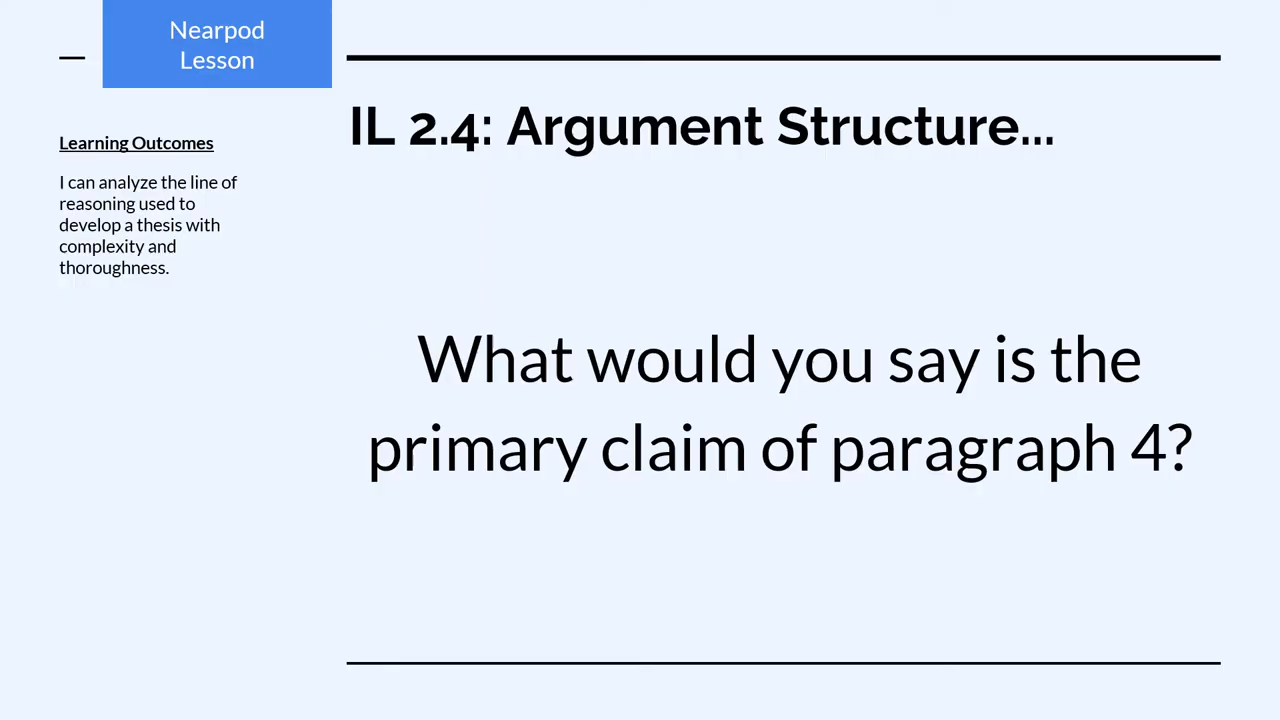 Nearpod
Lesson
IL 2.4: Argument Structure...
Learning Outcomes
I can analyze the line of
reasoning used to
develop a thesis with
complexity and
thoroughness.
What would you say is the
primary claim of paragraph 4?